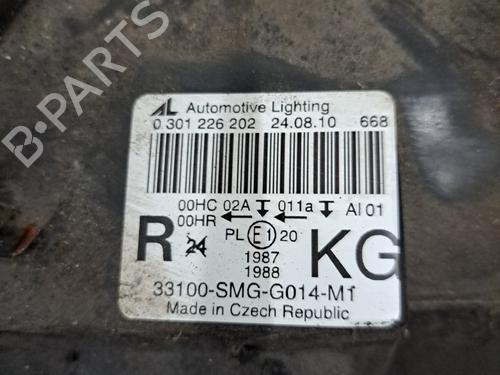 AL Automotive Lighting
0 301 226 202 24.08.10 668
00HC 02A 011a AI 01
00HR
R 24 PL E1 20 KG
1987
1988
33100-SMG-G014-M1
Made in Czech Republic
B-PARTS